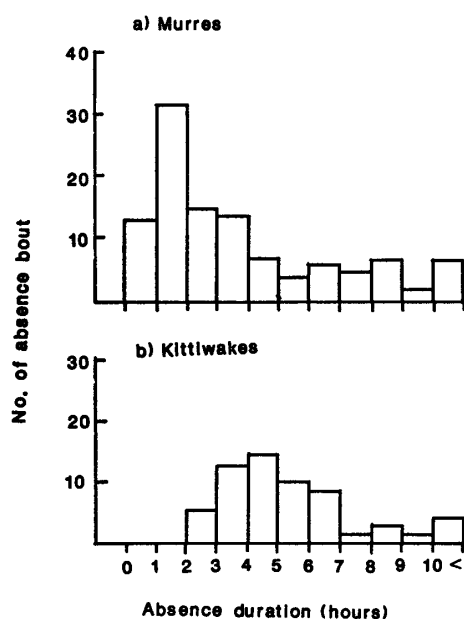 a) Murres
40
30
20
10
No. of absence bout
b) Kittiwakes
30
20
10
0 1 2 3 4 5 6 7 8 9 10 <
Absence duration (hours)